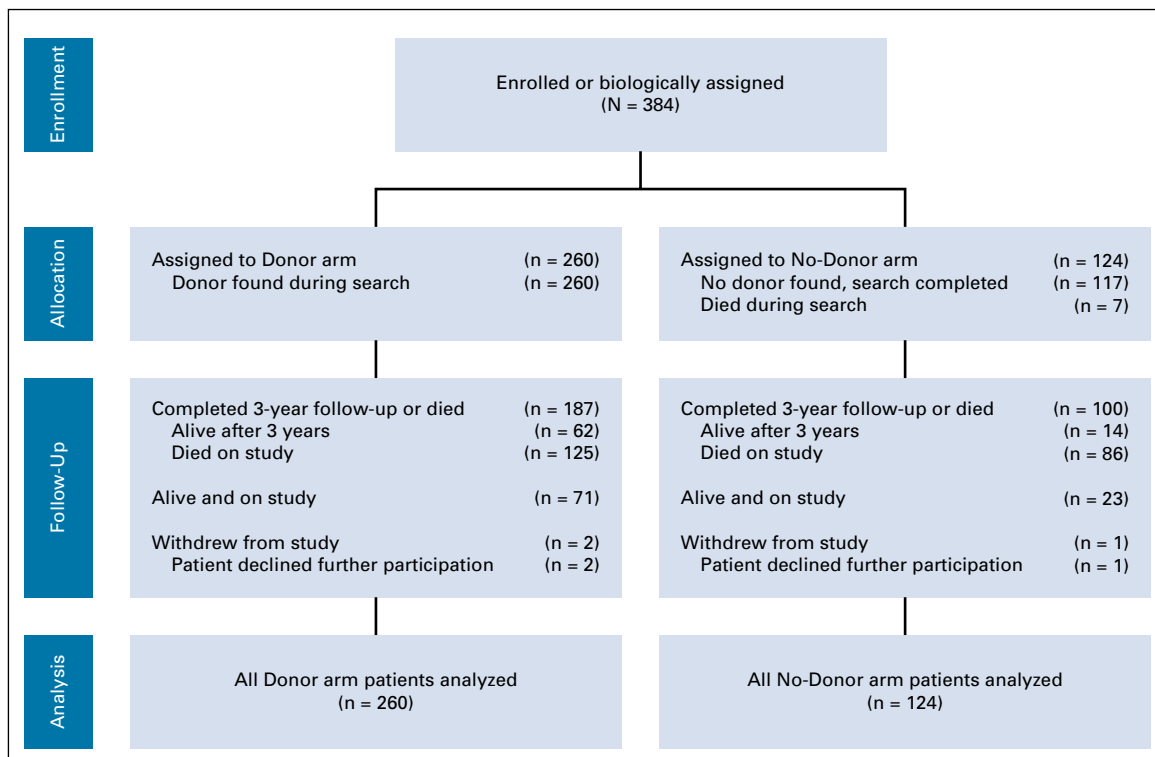 Enrollment
Enrolled or biologically assigned
(N = 384)
Allocation
Assigned to Donor arm (n = 260)
Donor found during search (n = 260)
Assigned to No-Donor arm (n = 124)
No donor found, search completed (n = 117)
Died during search (n = 7)
Follow-Up
Completed 3-year follow-up or died (n = 187)
Alive after 3 years (n = 62)
Died on study (n = 125)
Alive and on study (n = 71)
Withdrew from study (n = 2)
Patient declined further participation (n = 2)
Completed 3-year follow-up or died (n = 100)
Alive after 3 years (n = 14)
Died on study (n = 86)
Alive and on study (n = 23)
Withdrew from study (n = 1)
Patient declined further participation (n = 1)
Analysis
All Donor arm patients analyzed
(n = 260)
All No-Donor arm patients analyzed
(n = 124)